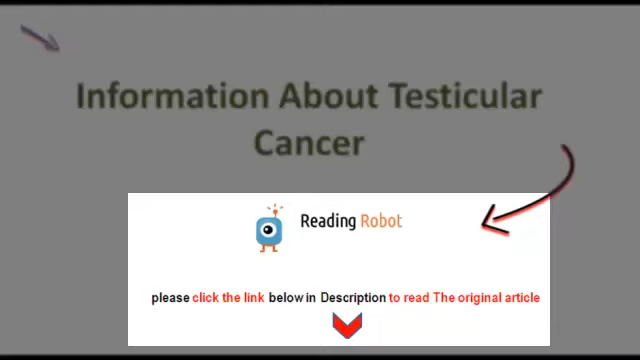 Information About Testicular
Cancer
Reading Robot
please click the link below in Description to read The original article